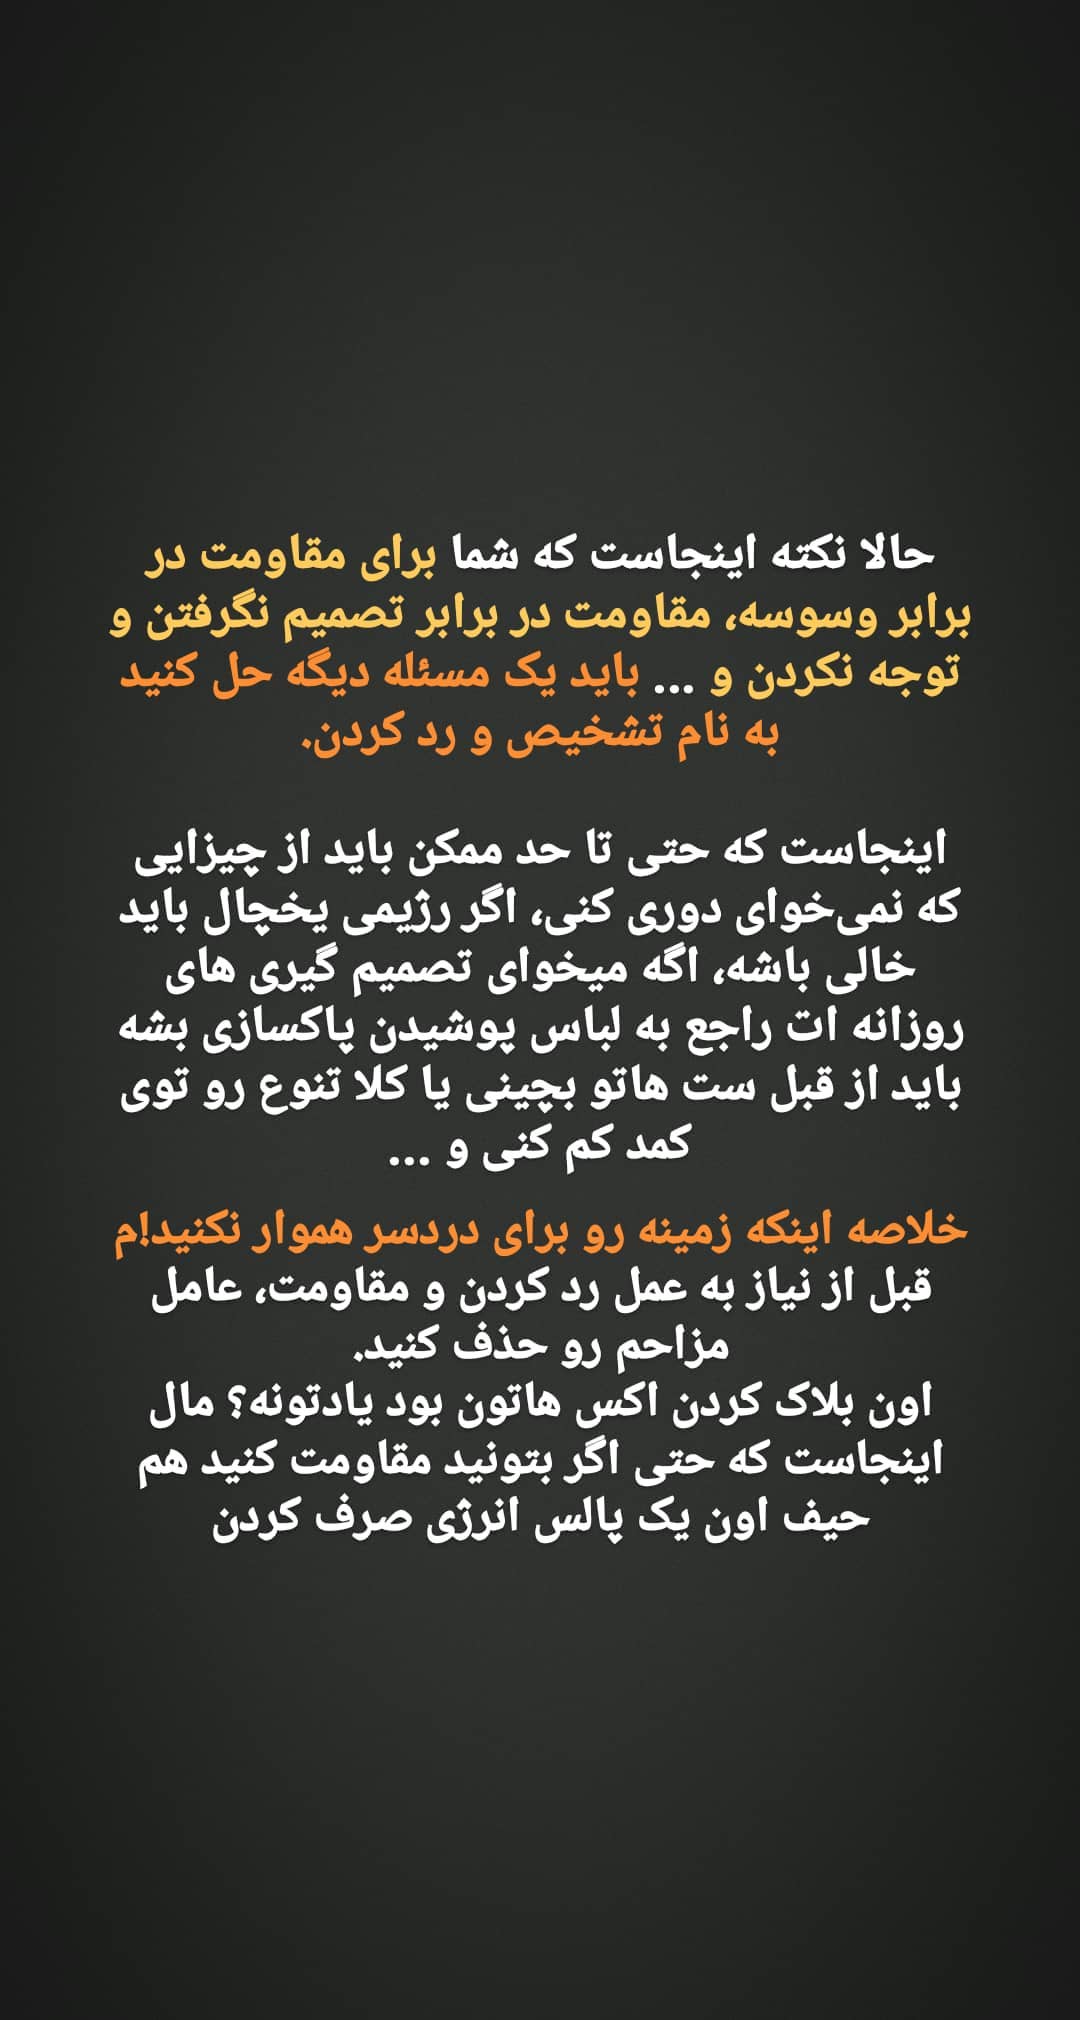 حالا نکته اینجاست که شما برای مقاومت در
برابر وسوسه، مقاومت در برابر تصمیم نگرفتن و
توجه نکردن و ... باید یک مسئله دیگه حل کنید
به نام تشخیص و رد کردن.
اینجاست که حتی تا حد ممکن باید از چیزایی
که نمی‌خوای دوری کنی، اگر رژیمی یخچال باید
خالی باشه، اگه میخوای تصمیم گیری های
روزانه ات راجع به لباس پوشیدن پاکسازی بشه
باید از قبل ست هاتو بچینی یا کلا تنوع رو توی
کمد کم کنی و ...
خلاصه اینکه زمینه رو برای دردسر هموار نکنید!م
قبل از نیاز به عمل رد کردن و مقاومت، عامل
مزاحم رو حذف کنید.
اون بلاک کردن اکس هاتون بود یادتونه؟ مال
اینجاست که حتی اگر بتونید مقاومت کنید هم
حیف اون یک پالس انرژی صرف کردن